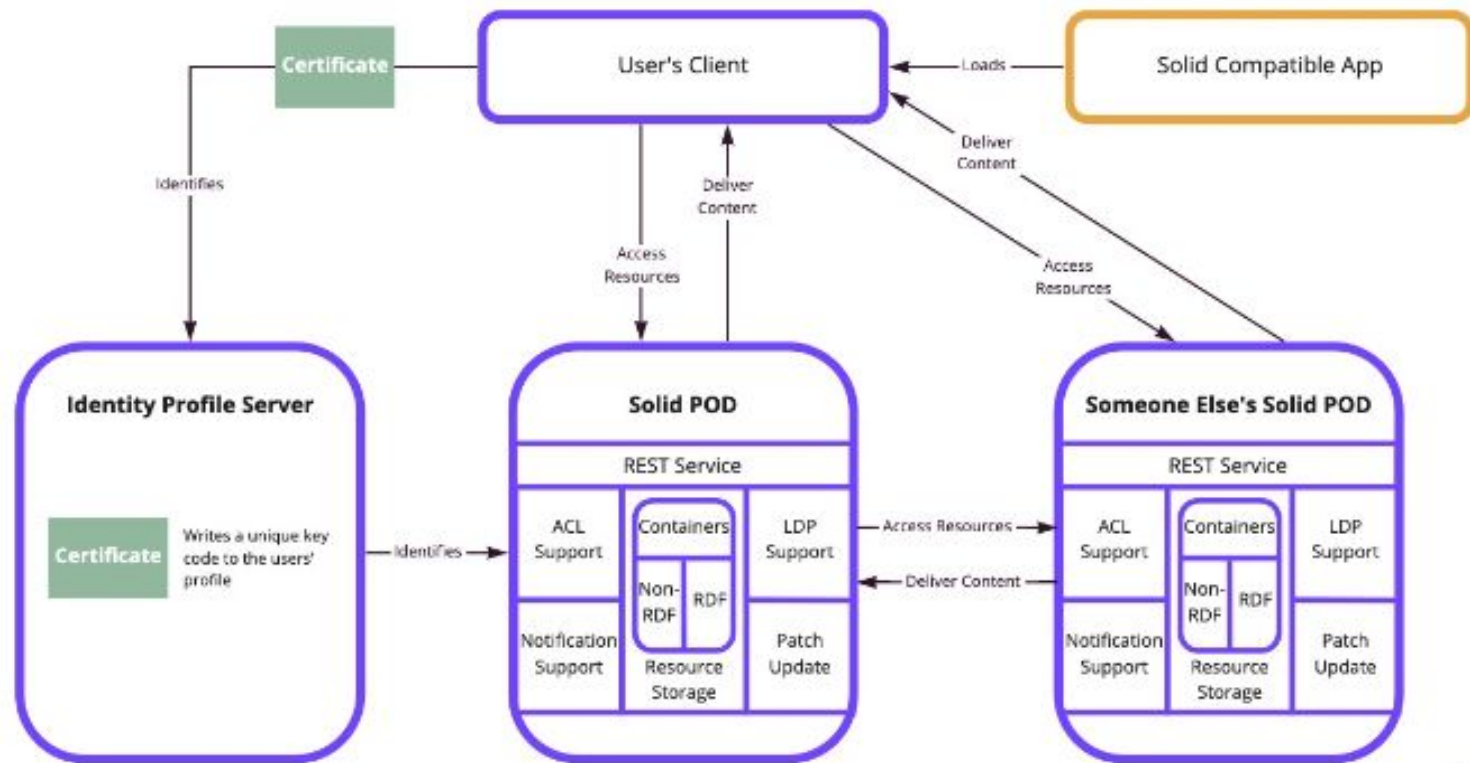 Certificate
User's Client
Loads
Solid Compatible App
Identifies
Deliver
Content
Access
Resources
Deliver
Content
Access
Resources
Identity Profile Server
Certificate
Writes a unique key
code to the users'
profile
Identifies
Solid POD
REST Service
ACL
Support
Containers
Non-
RDF
RDF
LDP
Support
Notification
Support
Resource
Storage
Patch
Update
Access Resources
Deliver Content
Someone Else's Solid POD
REST Service
ACL
Support
Containers
Non-
RDF
RDF
LDP
Support
Notification
Support
Resource
Storage
Patch
Update